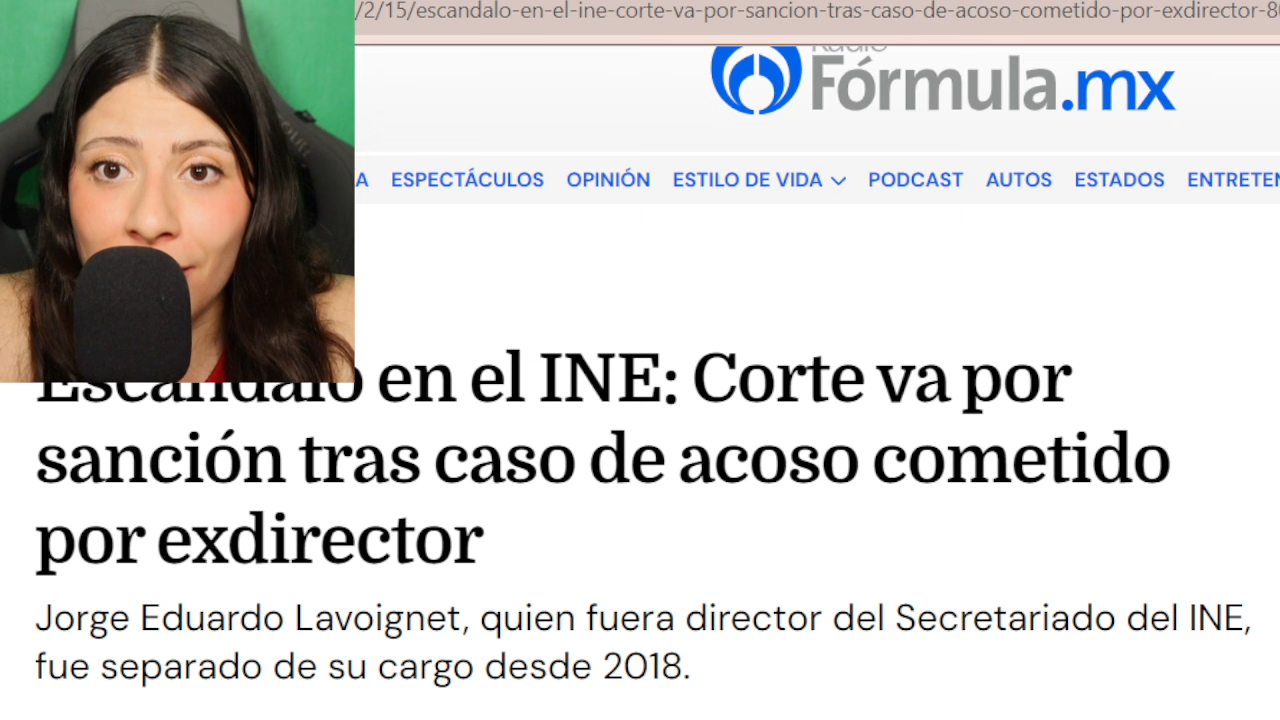 /2/15/escandalo-en-el-ine-corte-va-por-sancion-tras-caso-de-acoso-cometido-por-exdirector-8
Radio
Fórmula.mx
A ESPECTÁCULOS OPINIÓN ESTILO DE VIDA PODCAST AUTOS ESTADOS ENTRETEN
Escándalo en el INE: Corte va por
sanción tras caso de acoso cometido
por exdirector
Jorge Eduardo Lavoignet, quien fuera director del Secretariado del INE,
fue separado de su cargo desde 2018.